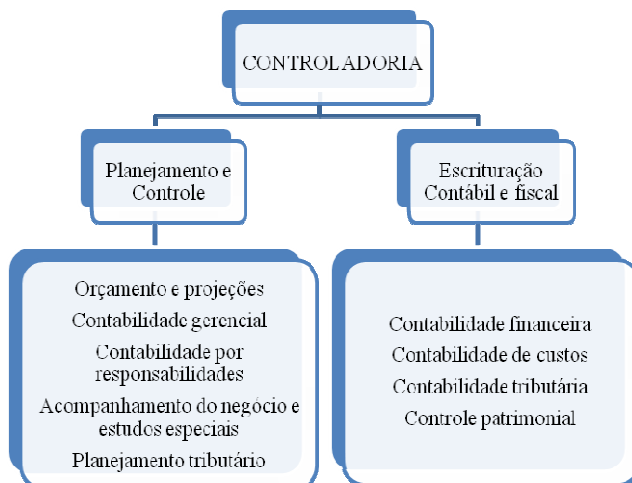 CONTROLADORIA
Planejamento e
Controle
Escrituração
Contábil e fiscal
Orçamento e projeções
Contabilidade gerencial
Contabilidade por
responsabilidades
Acompanhamento do negócio e
estudos especiais
Planejamento tributário
Contabilidade financeira
Contabilidade de custos
Contabilidade tributária
Controle patrimonial